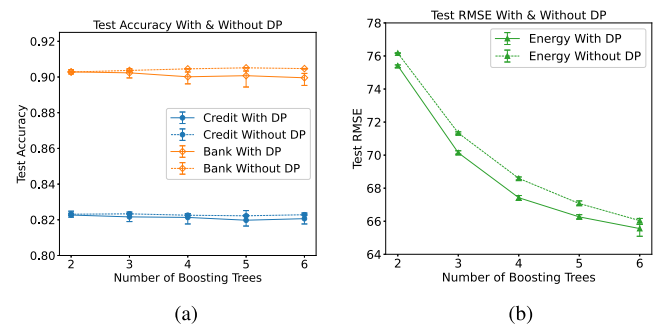 Test Accuracy With & Without DP
0.92
0.90
0.88
0.86
0.84
0.82
0.80
Test Accuracy
Credit With DP
Credit Without DP
Bank With DP
Bank Without DP
2 3 4 5 6
Number of Boosting Trees
(a)
Test RMSE With & Without DP
78
76
74
72
70
68
66
64
Test RMSE
Energy With DP
Energy Without DP
2 3 4 5 6
Number of Boosting Trees
(b)